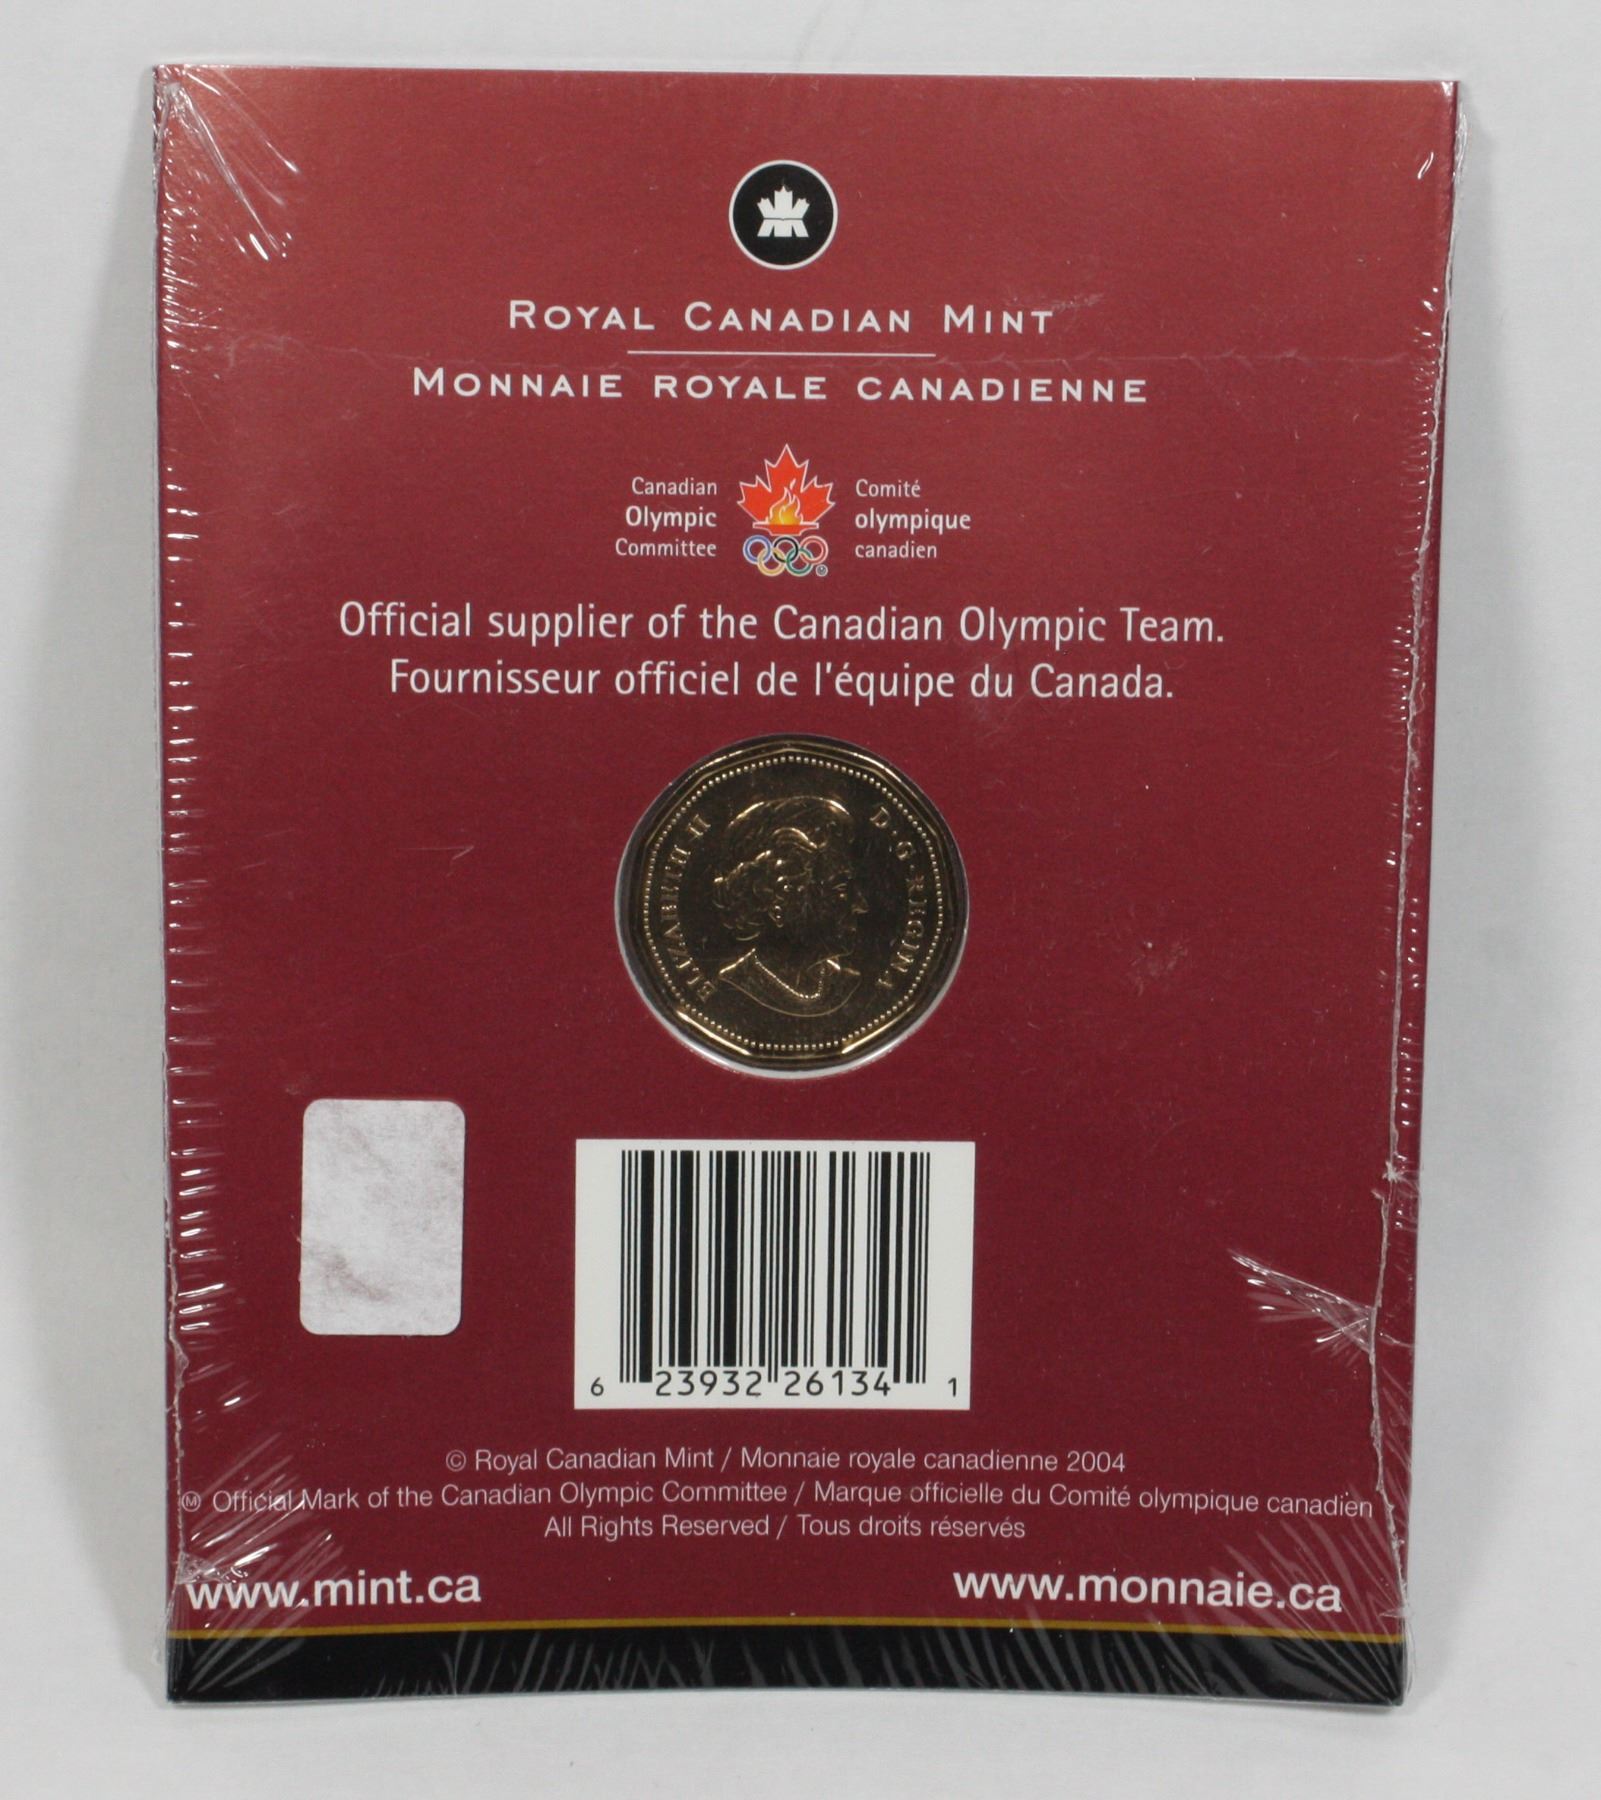 ROYAL CANADIAN MINT
MONNAIE ROYALE CANADIENNE
Canadian
Olympic
Committee
Comité
olympique
canadien
Official supplier of the Canadian Olympic Team.
Fournisseur officiel de l'équipe du Canada.
ELIZABETH II D·G·REGINA
6 23932 26134 1
© Royal Canadian Mint / Monnaie royale canadienne 2004
Ⓜ Official Mark of the Canadian Olympic Committee / Marque officielle du Comité olympique canadien
All Rights Reserved / Tous droits réservés
www.mint.ca
www.monnaie.ca